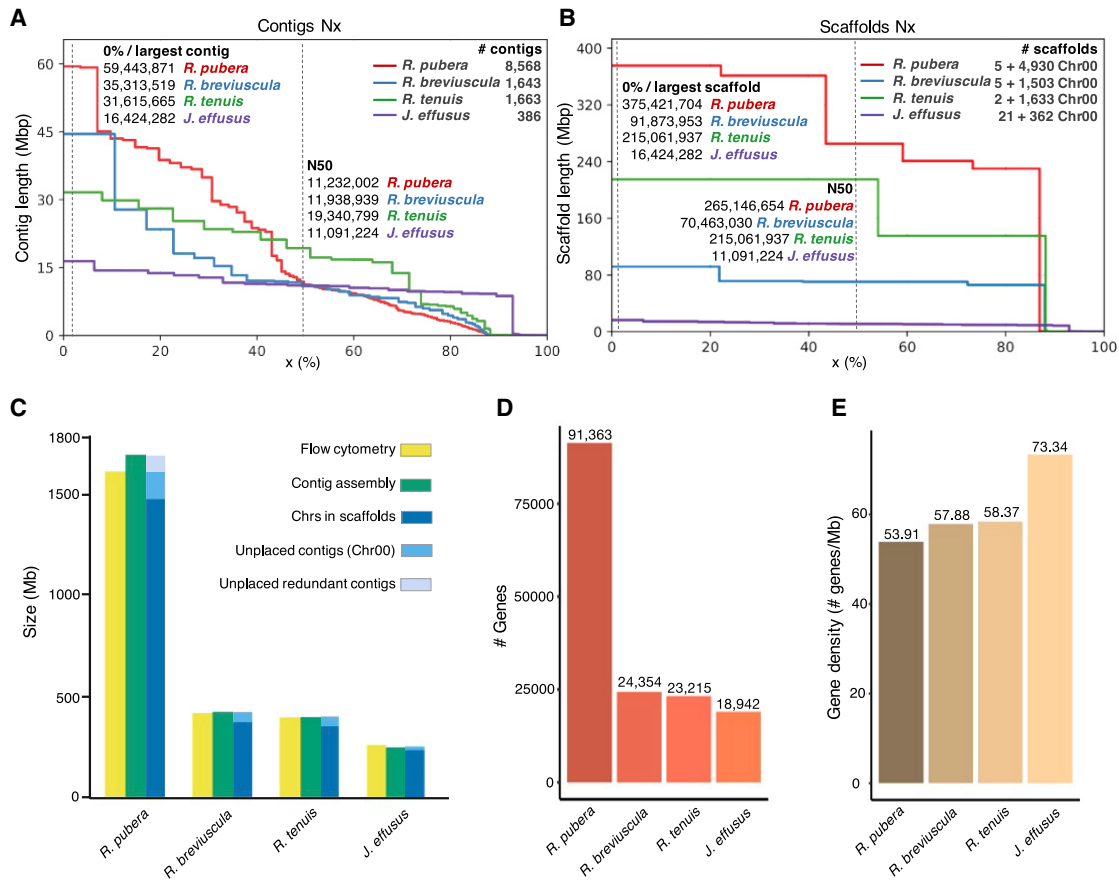 A
Contigs Nx
Contig length (Mbp)
60
45
30
15
0
0% / largest contig
59,443,871 R. pubera
35,313,519 R. breviuscula
31,615,665 R. tenuis
16,424,282 J. effusus
# contigs
R. pubera 8,568
R. breviuscula 1,643
R. tenuis 1,663
J. effusus 386
N50
11,232,002 R. pubera
11,938,939 R. breviuscula
19,340,799 R. tenuis
11,091,224 J. effusus
0 20 40 60 80 100
x (%)
B
Scaffolds Nx
Scaffold length (Mbp)
400
320
240
160
80
0
# scaffolds
R. pubera 5 + 4,930 Chr00
R. breviuscula 5 + 1,503 Chr00
R. tenuis 2 + 1,633 Chr00
J. effusus 21 + 362 Chr00
0% / largest scaffold
375,421,704 R. pubera
91,873,953 R. breviuscula
215,061,937 R. tenuis
16,424,282 J. effusus
N50
265,146,654 R. pubera
70,463,030 R. breviuscula
215,061,937 R. tenuis
11,091,224 J. effusus
0 20 40 60 80 100
x (%)
C
Size (Mb)
1800
1500
1000
500
0
Flow cytometry
Contig assembly
Chrs in scaffolds
Unplaced contigs (Chr00)
Unplaced redundant contigs
R. pubera
R. breviuscula
R. tenuis
J. effusus
D
# Genes
75000
50000
25000
0
91,363
24,354
23,215
18,942
R. pubera
R. breviuscula
R. tenuis
J. effusus
E
Gene density (# genes/Mb)
60
40
20
0
53.91
57.88
58.37
73.34
R. pubera
R. breviuscula
R. tenuis
J. effusus